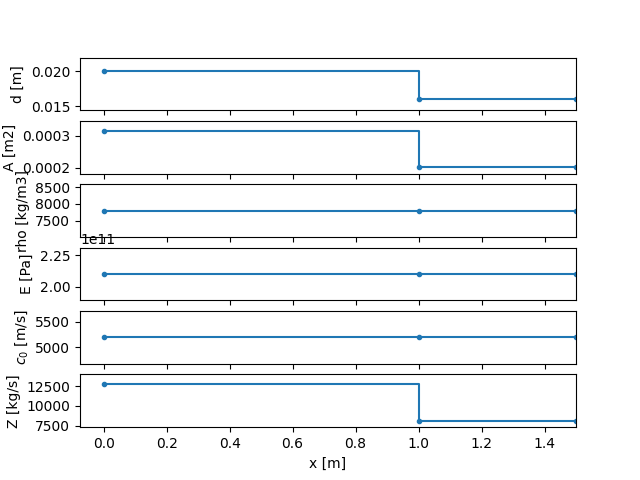 d [m]
0.020
0.015
A [m2]
0.0003
0.0002
rho [kg/m3]
8500
8000
7500
1e11
E [Pa]
2.25
2.00
c0 [m/s]
5500
5000
Z [kg/s]
12500
10000
7500
0.0 0.2 0.4 0.6 0.8 1.0 1.2 1.4
x [m]